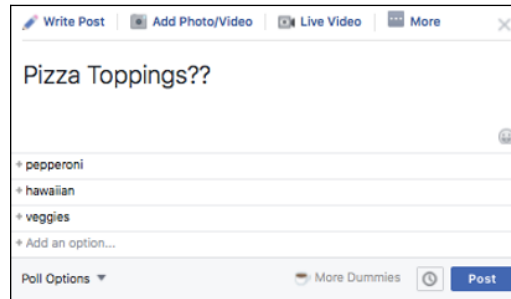 Write Post Add Photo/Video Live Video More
Pizza Toppings??
+ pepperoni
+ hawaiian
+ veggies
+ Add an option...
Poll Options More Dummies Post